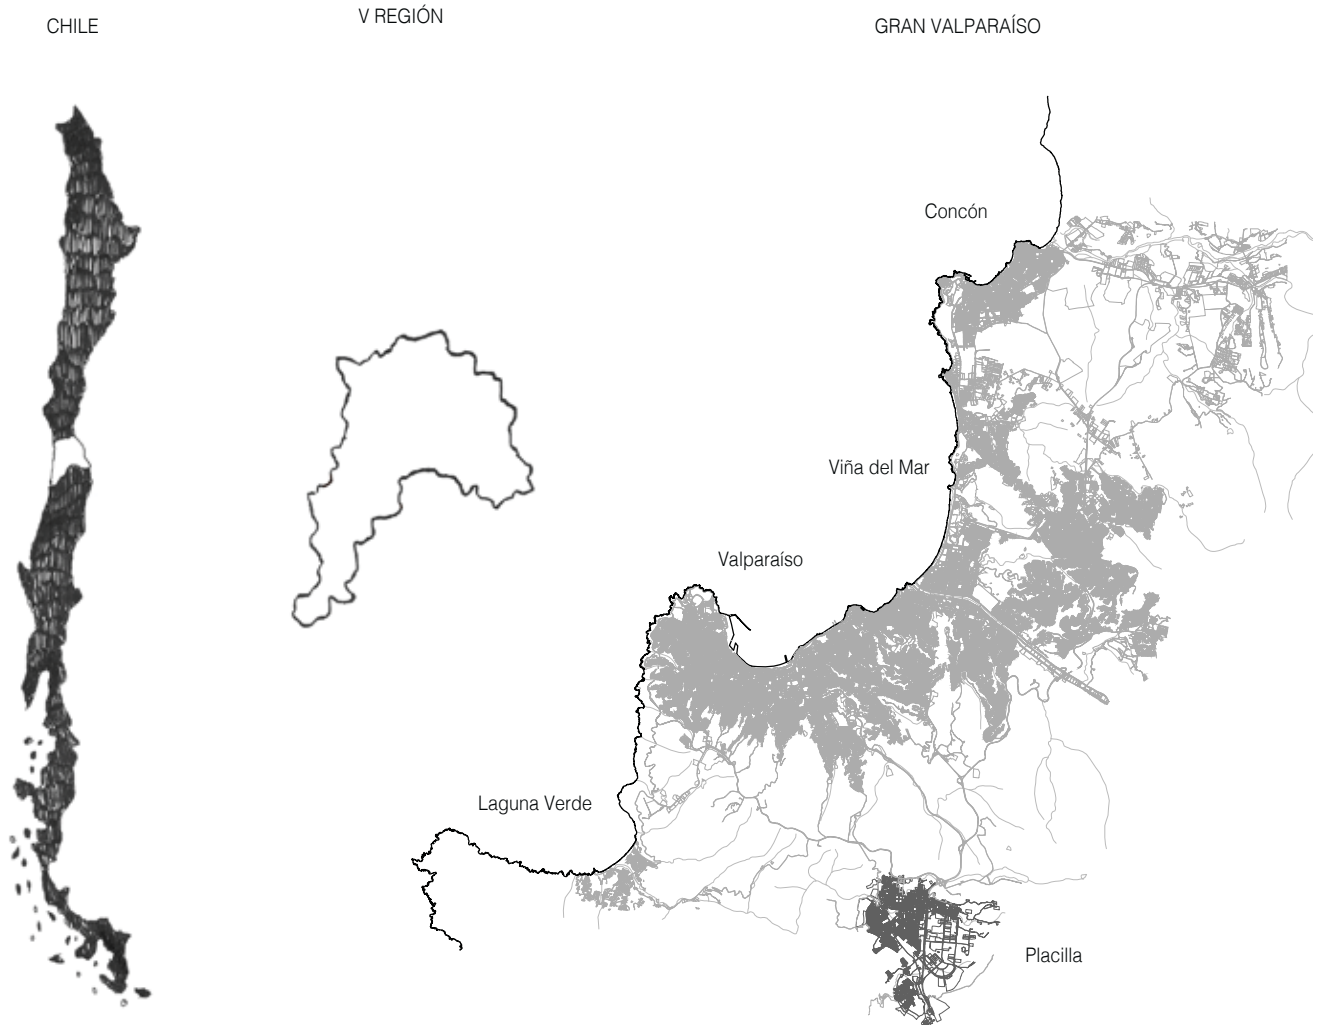 CHILE
V REGIÓN
GRAN VALPARAÍSO
Concón
Viña del Mar
Valparaíso
Laguna Verde
Placilla